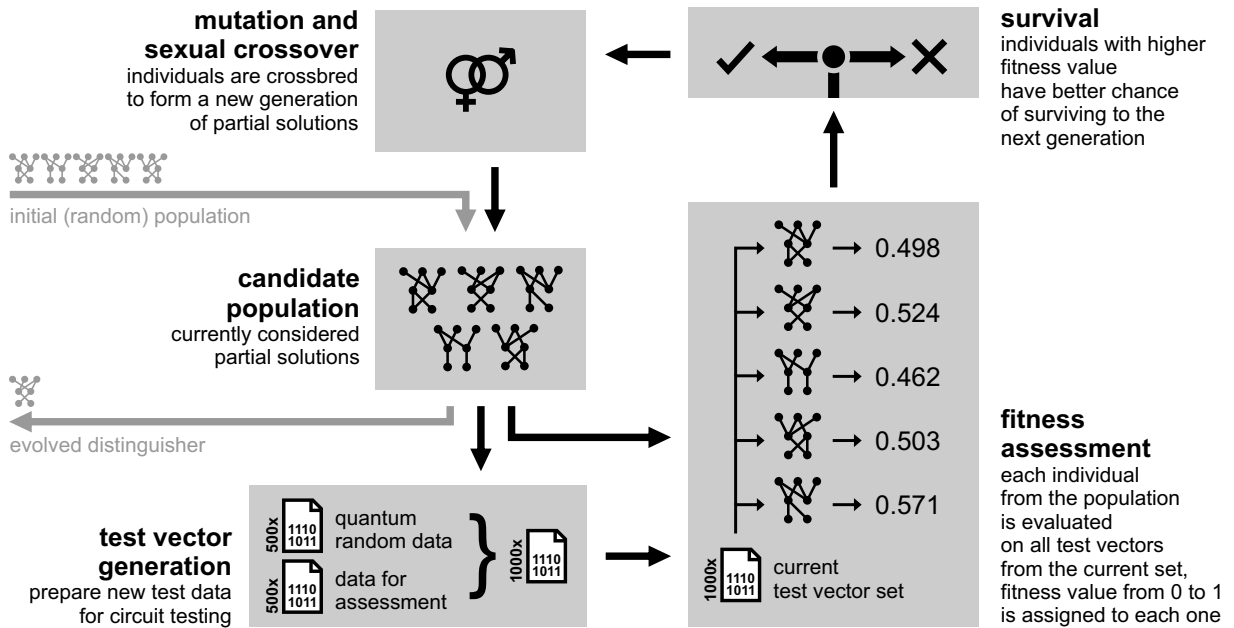 mutation and
sexual crossover
individuals are crossbred
to form a new generation
of partial solutions
survival
individuals with higher
fitness value
have better chance
of surviving to the
next generation
initial (random) population
candidate
population
currently considered
partial solutions
evolved distinguisher
test vector
generation
prepare new test data
for circuit testing
500x
1110
1011
quantum
random data
500x
1110
1011
data for
assessment
1000x
1110
1011
0.498
0.524
0.462
0.503
0.571
1000x
1110
1011
current
test vector set
fitness
assessment
each individual
from the population
is evaluated
on all test vectors
from the current set,
fitness value from 0 to 1
is assigned to each one